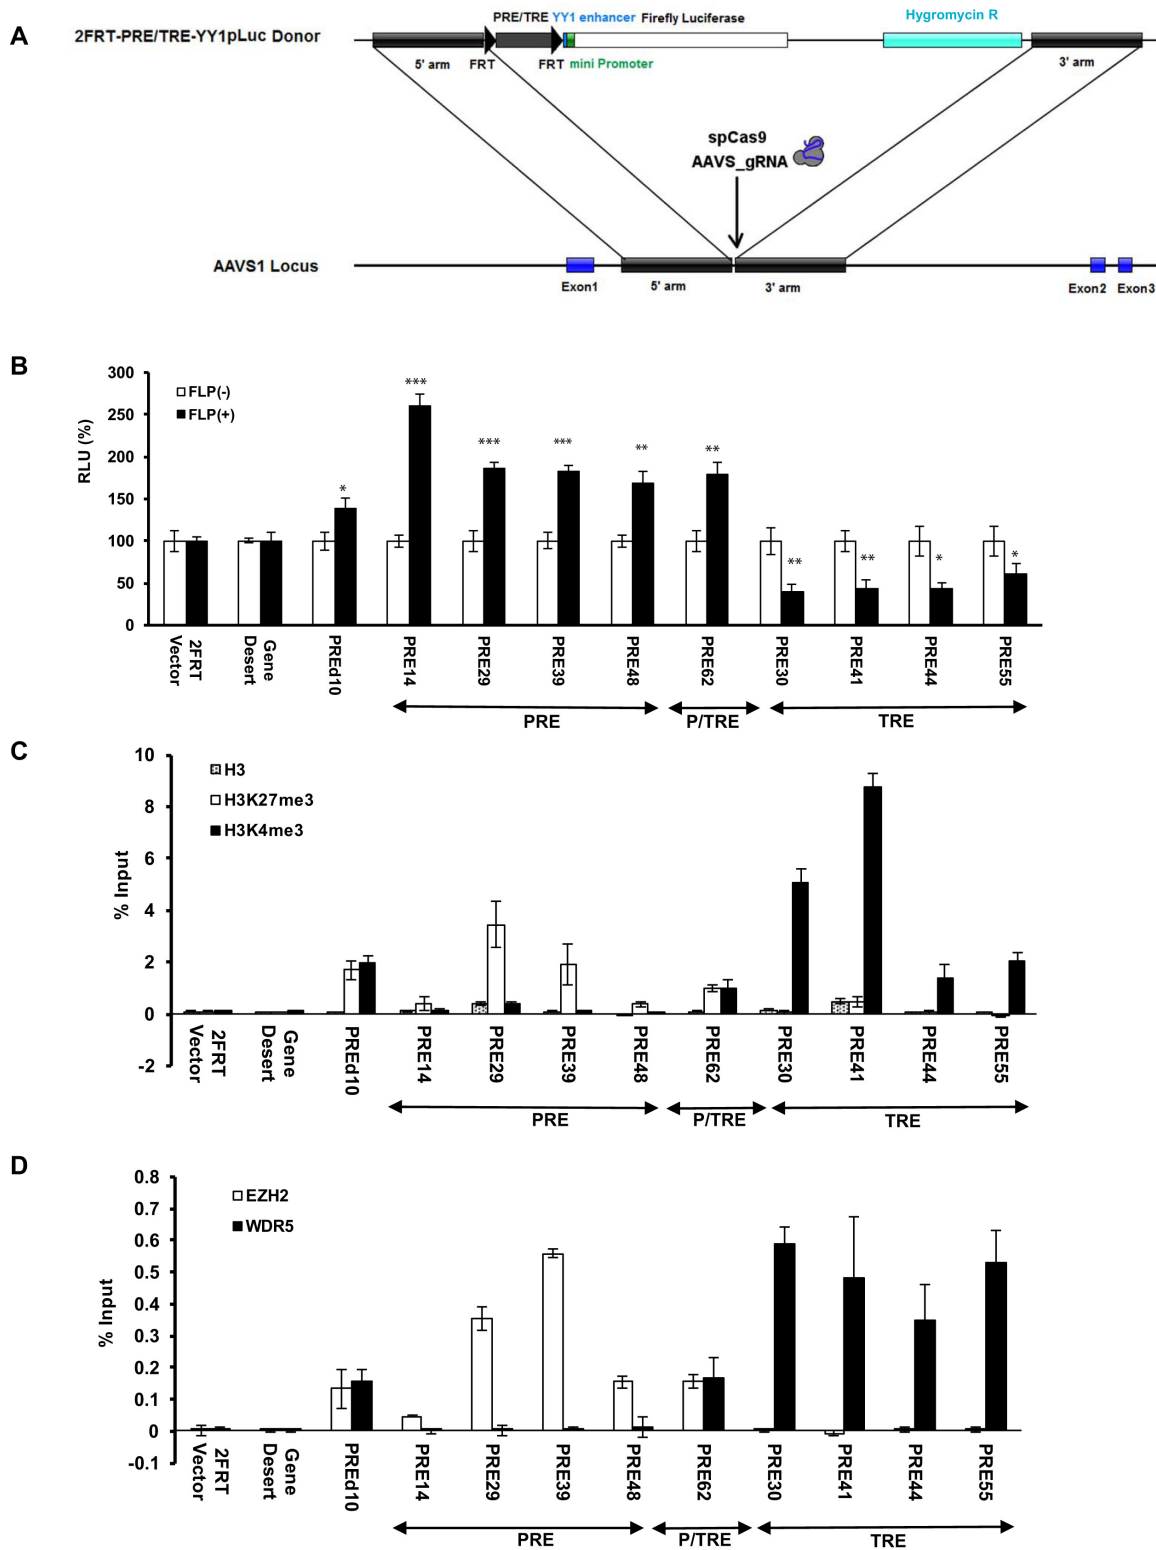 A
PRE/TRE YY1 enhancer Firefly Luciferase
Hygromycin R
2FRT-PRE/TRE-YY1pLuc Donor
5' arm FRT FRT mini Promoter 3' arm
spCas9
AAVS_gRNA
AAVS1 Locus
Exon1 5' arm 3' arm Exon2 Exon3
B
RLU (%)
300
250
200
150
100
50
0
FLP(-)
FLP(+)
* *** *** *** ** ** ** ** * *
2FRT Vector
Gene Desert
PREd10
PRE14
PRE29
PRE39
PRE48
PRE62
PRE30
PRE41
PRE44
PRE55
PRE P/TRE TRE
C
% Input
10
8
6
4
2
0
-2
H3
H3K27me3
H3K4me3
2FRT Vector
Gene Desert
PREd10
PRE14
PRE29
PRE39
PRE48
PRE62
PRE30
PRE41
PRE44
PRE55
PRE P/TRE TRE
D
% Input
0.8
0.7
0.6
0.5
0.4
0.3
0.2
0.1
0
-0.1
EZH2
WDR5
2FRT Vector
Gene Desert
PREd10
PRE14
PRE29
PRE39
PRE48
PRE62
PRE30
PRE41
PRE44
PRE55
PRE P/TRE TRE